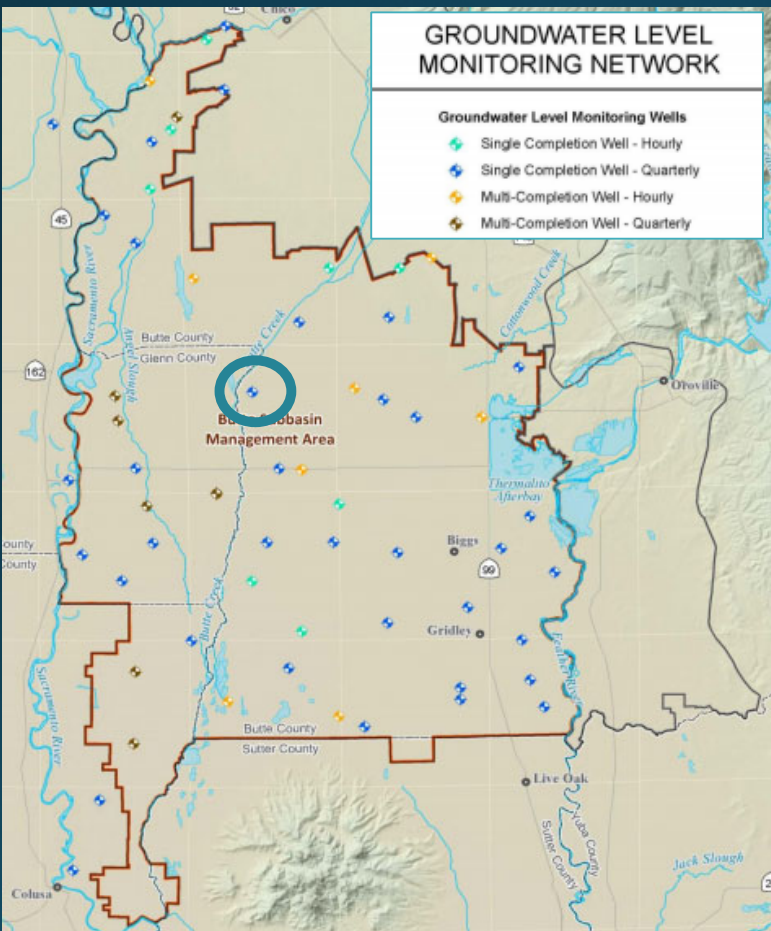 GROUNDWATER LEVEL
MONITORING NETWORK
Groundwater Level Monitoring Wells
Single Completion Well - Hourly
Single Completion Well - Quarterly
Multi-Completion Well - Hourly
Multi-Completion Well - Quarterly
Chico
45
Sacramento River
Angel Slough
Creek
Cottonwood Creek
Butte County
Glenn County
162
Oroville
Management Area
Thermalito
Afterbay
ounty
County
Biggs
99
Butte Creek
Gridley
Feather River
Sacramento River
Butte County
Sutter County
Live Oak
Yuba County
Sutter County
Jack Slough
Colusa
2